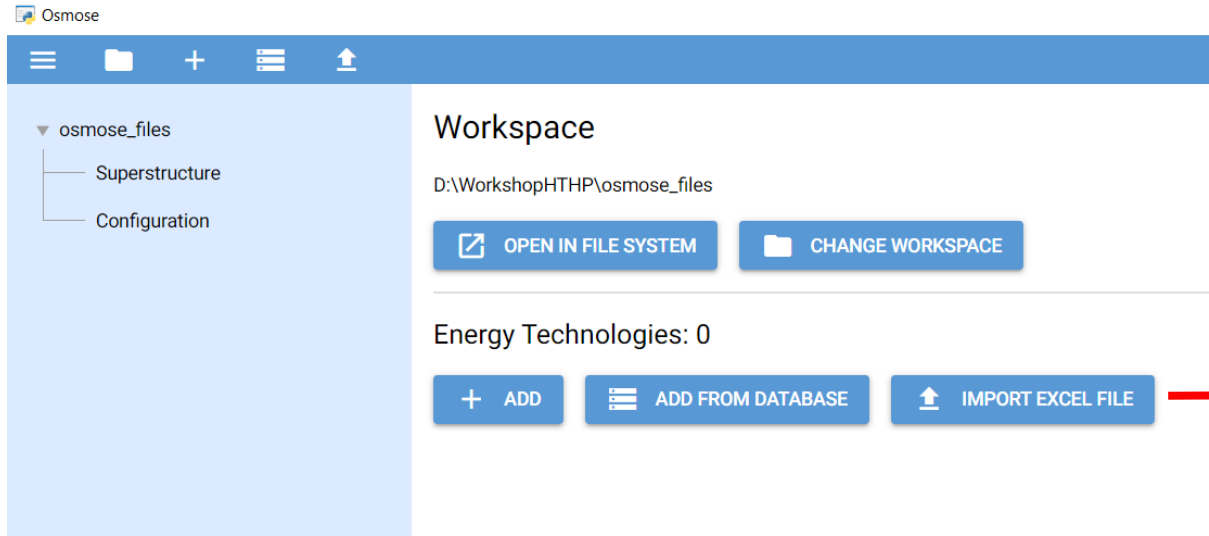 Osmose
osmose_files
Superstructure
Configuration
Workspace
D:\WorkshopHTHP\osmose_files
OPEN IN FILE SYSTEM
CHANGE WORKSPACE
Energy Technologies: 0
ADD
ADD FROM DATABASE
IMPORT EXCEL FILE